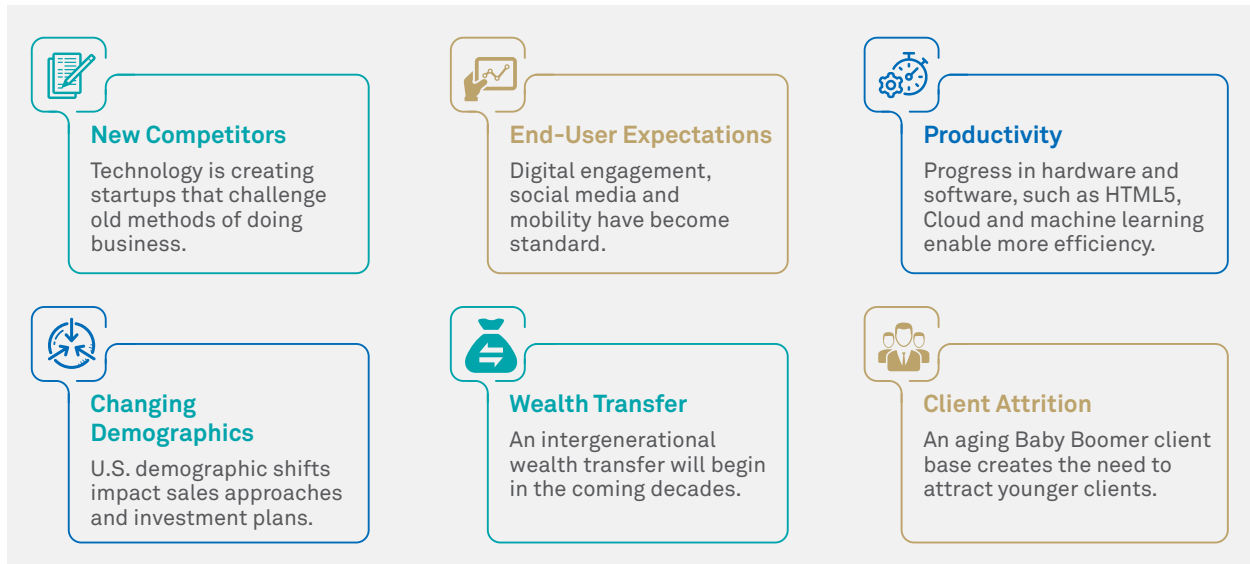 New Competitors
Technology is creating
startups that challenge
old methods of doing
business.
End-User Expectations
Digital engagement,
social media and
mobility have become
standard.
Productivity
Progress in hardware and
software, such as HTML5,
Cloud and machine learning
enable more efficiency.
Changing
Demographics
U.S. demographic shifts
impact sales approaches
and investment plans.
Wealth Transfer
An intergenerational
wealth transfer will begin
in the coming decades.
Client Attrition
An aging Baby Boomer client
base creates the need to
attract younger clients.